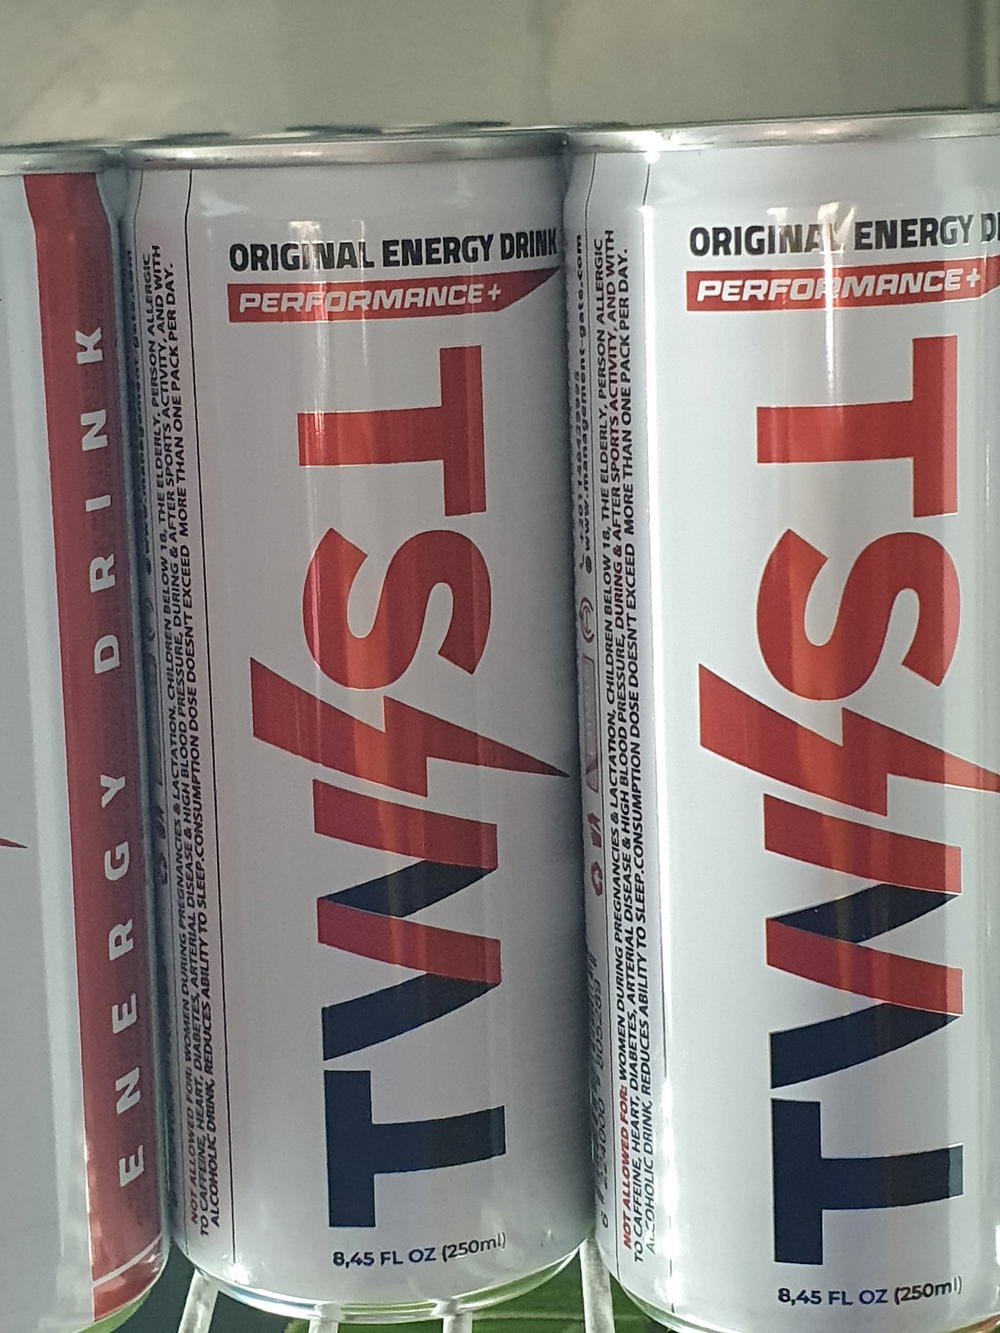 ENERGY DRINK
NOT ALLOWED FOR: WOMEN DURING PREGNANCIES & LACTATION, CHILDREN BELOW 18, THE ELDERLY, PERSON ALLERGIC
TO CAFFEINE, HEART, DIABETES, ARTERIAL DISEASE & HIGH BLOOD PRESSURE, DURING & AFTER SPORTS ACTIVITY, AND WITH
ALCOHOLIC DRINK, REDUCES ABILITY TO SLEEP.CONSUMPTION DOSE DOESN'T EXCEED MORE THAN ONE PACK PER DAY.
ORIGINAL ENERGY DRINK
PERFORMANCE+
TWIST
8,45 FL OZ (250ml)
www.management-gate.com
NOT ALLOWED FOR: WOMEN DURING PREGNANCIES & LACTATION, CHILDREN BELOW 18, THE ELDERLY, PERSON ALLERGIC
TO CAFFEINE, HEART, DIABETES, ARTERIAL DISEASE & HIGH BLOOD PRESSURE, DURING & AFTER SPORTS ACTIVITY, AND WITH
ALCOHOLIC DRINK, REDUCES ABILITY TO SLEEP.CONSUMPTION DOSE DOESN'T EXCEED MORE THAN ONE PACK PER DAY.
ORIGINAL ENERGY
PERFORMANCE+
TWIST
8,45 FL OZ (250ml)